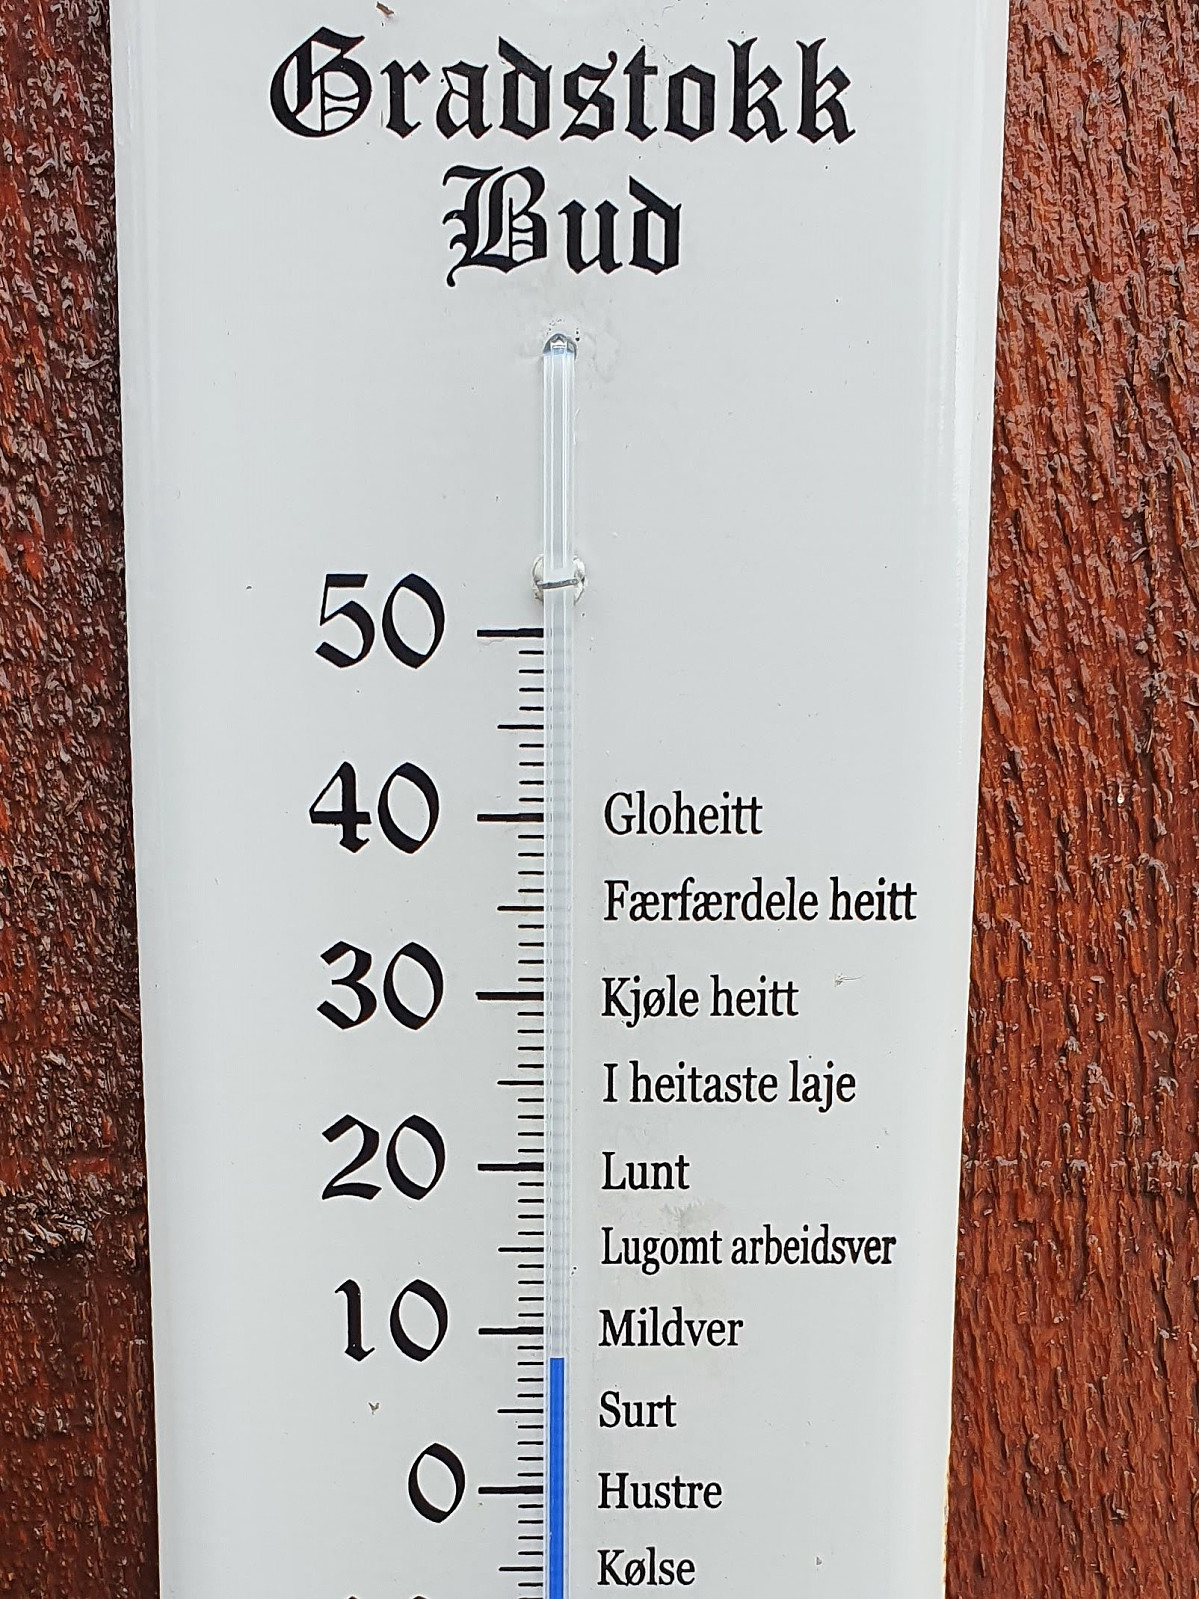 Gradstokk
Bud
50
40 Gloheitt
Færfærdele heitt
30 Kjøle heitt
I heitaste laje
20 Lunt
Lugomt arbeidsver
10 Mildver
Surt
0 Hustre
Kølse